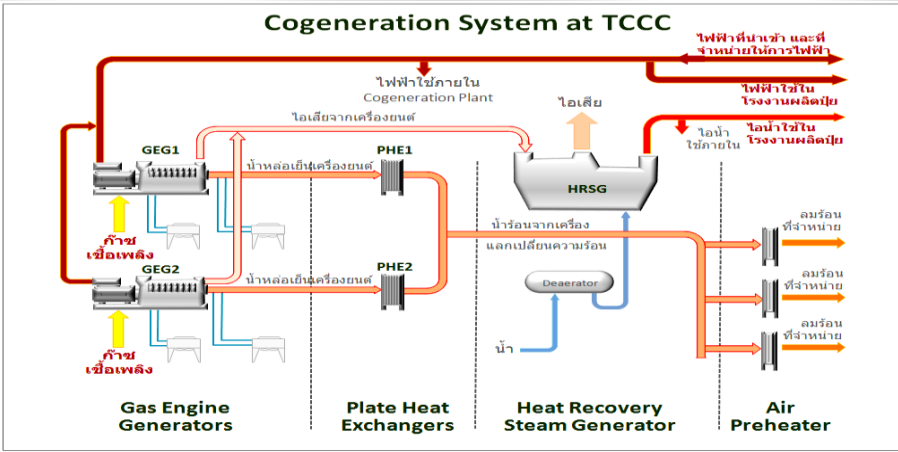 Cogeneration System at TCCC
ไฟฟ้าที่นำเข้า และที่
จำหน่ายให้การไฟฟ้า
ไฟฟ้าใช้ภายใน
Cogeneration Plant
ไฟฟ้าใช้ใน
โรงงานผลิตปุ๋ย
ไอเสีย
ไอเสียจากเครื่องยนต์
ไอน้ำ
ใช้ภายใน
ไอน้ำใช้ใน
โรงงานผลิตปุ๋ย
GEG1
น้ำหล่อเย็นเครื่องยนต์
PHE1
HRSG
ก๊าซ
เชื้อเพลิง
น้ำร้อนจากเครื่อง
แลกเปลี่ยนความร้อน
ลมร้อน
ที่จำหน่าย
GEG2
น้ำหล่อเย็นเครื่องยนต์
PHE2
Deaerator
ลมร้อน
ที่จำหน่าย
ลมร้อน
ที่จำหน่าย
น้ำ
ก๊าซ
เชื้อเพลิง
Gas Engine
Generators
Plate Heat
Exchangers
Heat Recovery
Steam Generator
Air
Preheater